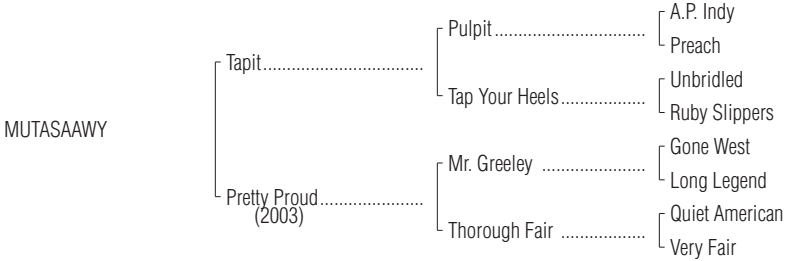 A.P. Indy
Pulpit..............................
Preach
Tapit................................
Unbridled
Tap Your Heels.................
Ruby Slippers
MUTASAAWY
Gone West
Mr. Greeley .....................
Long Legend
Pretty Proud.....................
(2003)
Quiet American
Thorough Fair .................
Very Fair